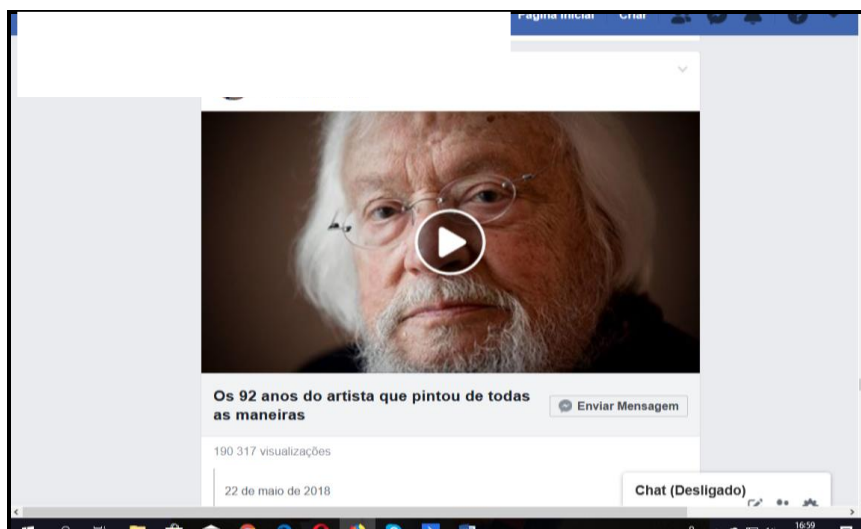 Página Inicial Criar
Os 92 anos do artista que pintou de todas
as maneiras
Enviar Mensagem
190 317 visualizações
22 de maio de 2018
Chat (Desligado)
16:59